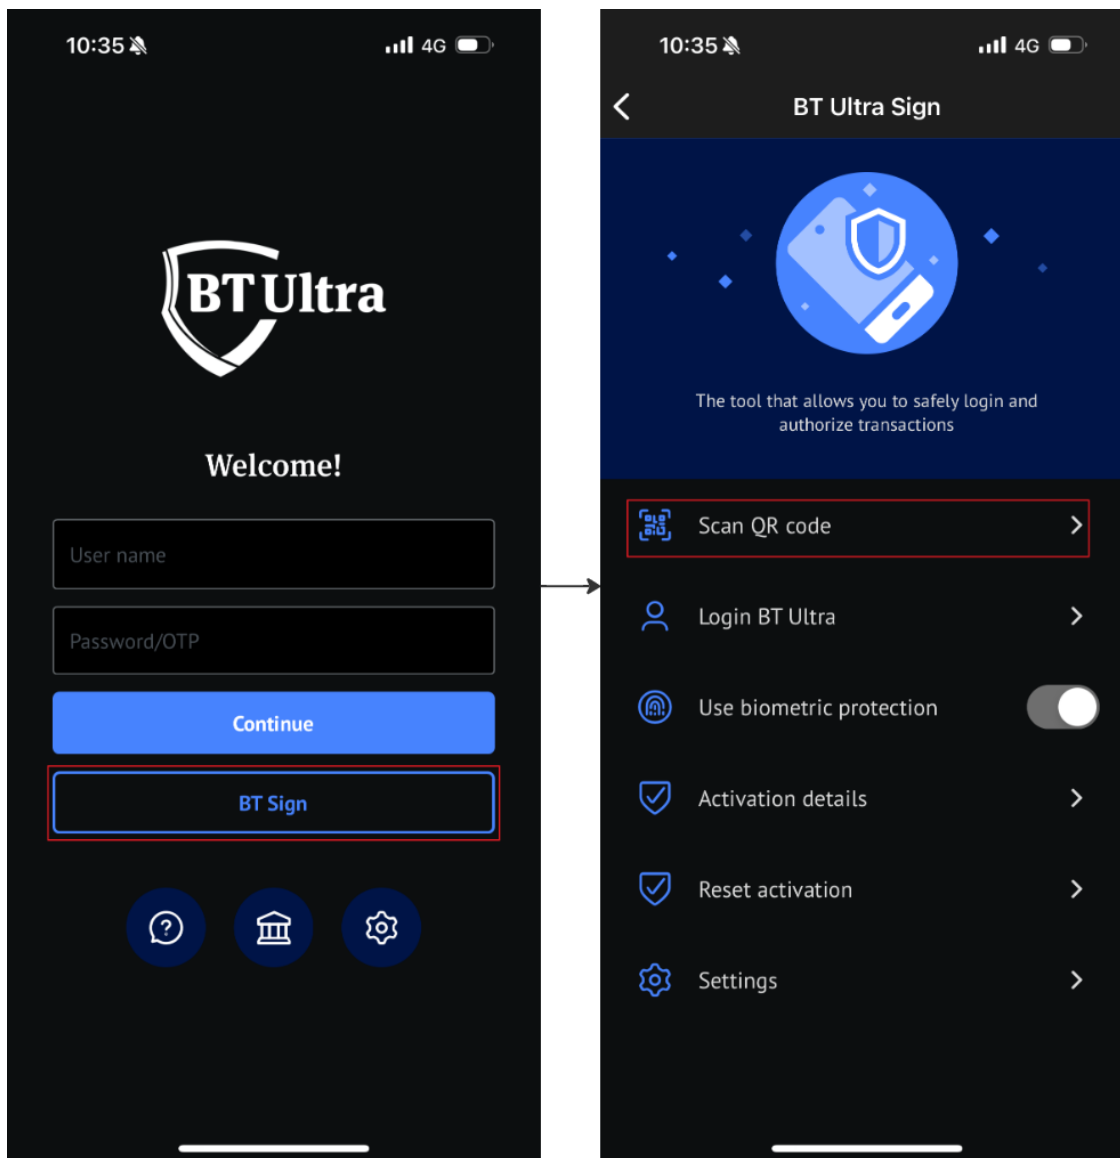 10:35
4G
BT Ultra
Welcome!
User name
Password/OTP
Continue
BT Sign
10:35
4G
BT Ultra Sign
The tool that allows you to safely login and
authorize transactions
Scan QR code
Login BT Ultra
Use biometric protection
Activation details
Reset activation
Settings